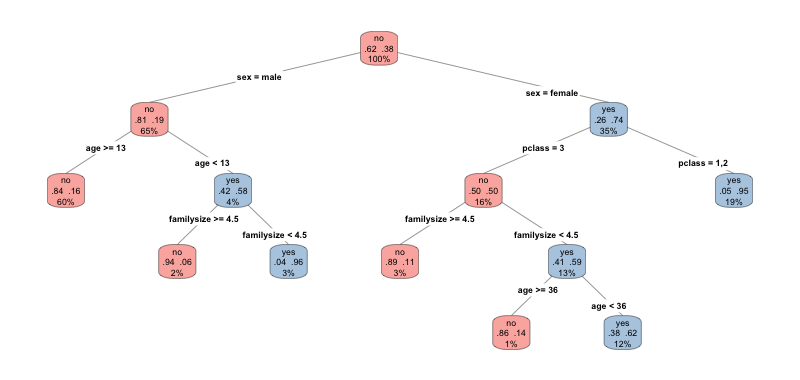 no
.62 .38
100%
sex = male
sex = female
no
.81 .19
65%
yes
.26 .74
35%
age >= 13
age < 13
pclass = 3
pclass = 1,2
no
.84 .16
60%
yes
.42 .58
4%
no
.50 .50
16%
yes
.05 .95
19%
familysize >= 4.5
familysize < 4.5
familysize >= 4.5
familysize < 4.5
no
.94 .06
2%
yes
.04 .96
3%
no
.89 .11
3%
yes
.41 .59
13%
age >= 36
age < 36
no
.86 .14
1%
yes
.38 .62
12%